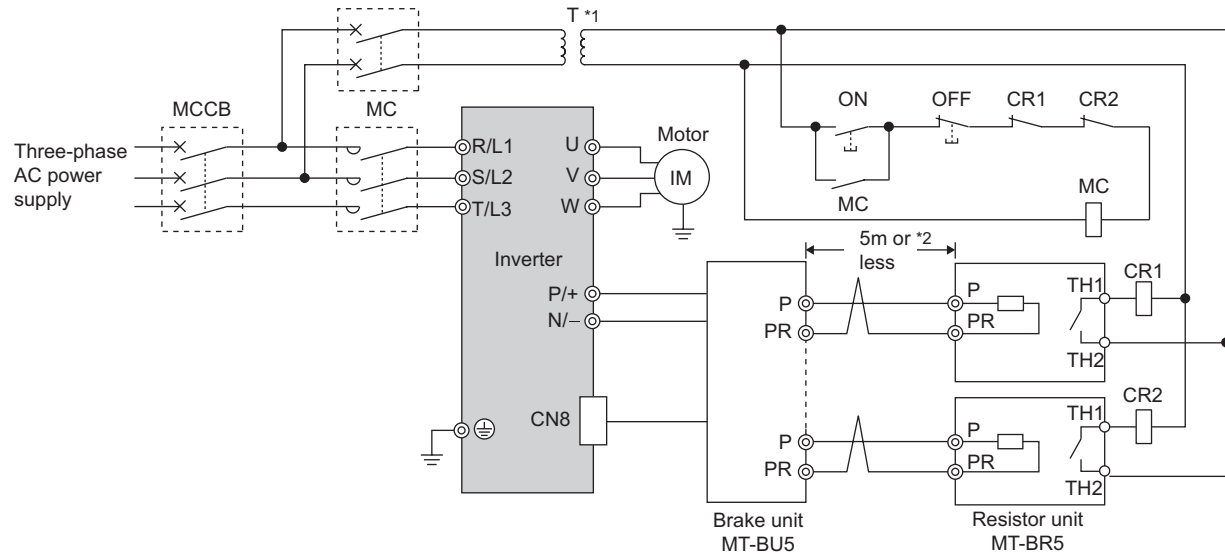 T *1
MCCB
MC
ON
OFF
CR1
CR2
Three-phase
AC power
supply
R/L1
S/L2
T/L3
U
V
W
Motor
IM
MC
MC
Inverter
P/+
N/−
CN8
5m or *2
less
P
PR
P
PR
TH1
TH2
CR1
P
PR
P
PR
TH1
TH2
CR2
Brake unit
MT-BU5
Resistor unit
MT-BR5